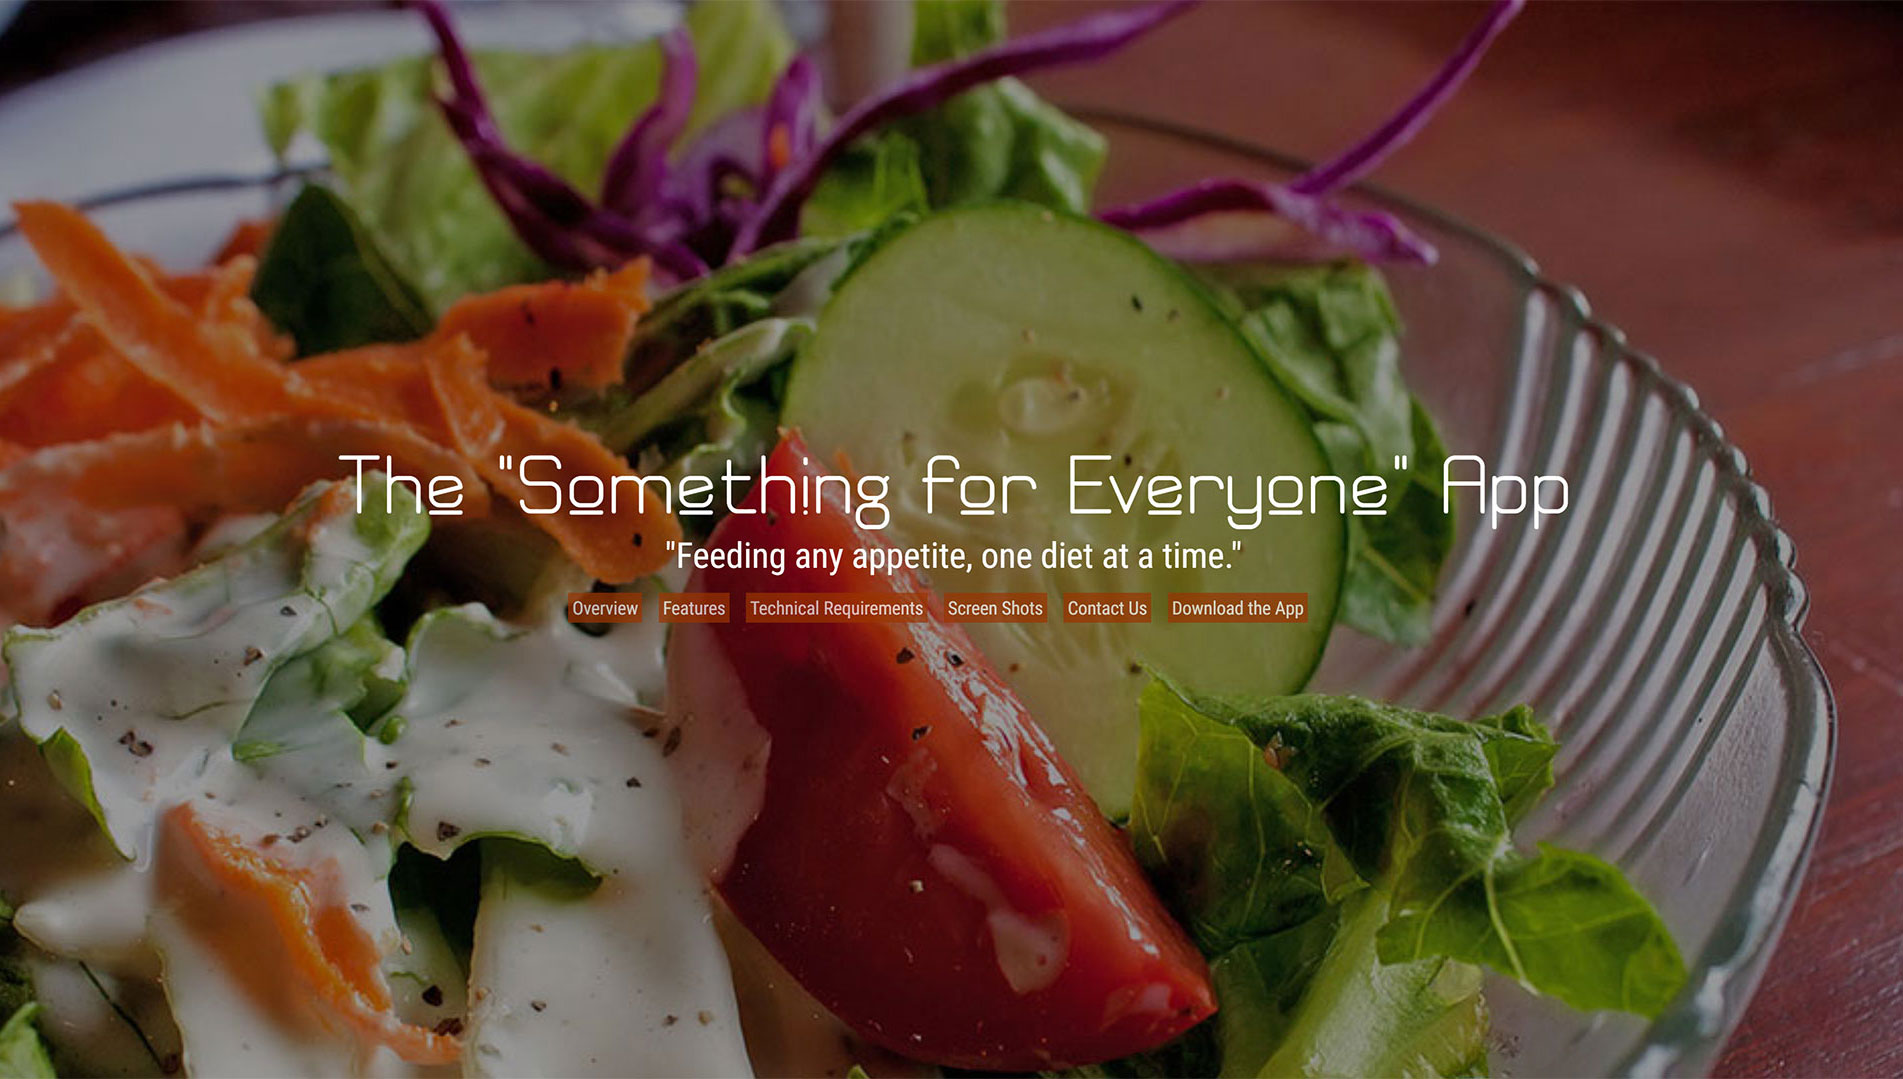 The "Something for Everyone" App
"Feeding any appetite, one diet at a time."
Overview Features Technical Requirements Screen Shots Contact Us Download the App